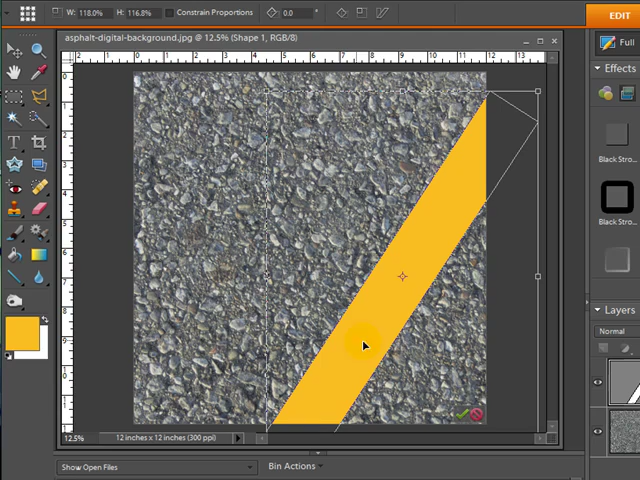 W: 118.0% H: 116.8% Constrain Proportions 0.0 °
EDIT
asphalt-digital-background.jpg @ 12.5% (Shape 1, RGB/8)
Full
Effects
Black Stro...
Black Stro...
Layers
Normal
12.5% 12 inches x 12 inches (300 ppi)
Show Open Files Bin Actions